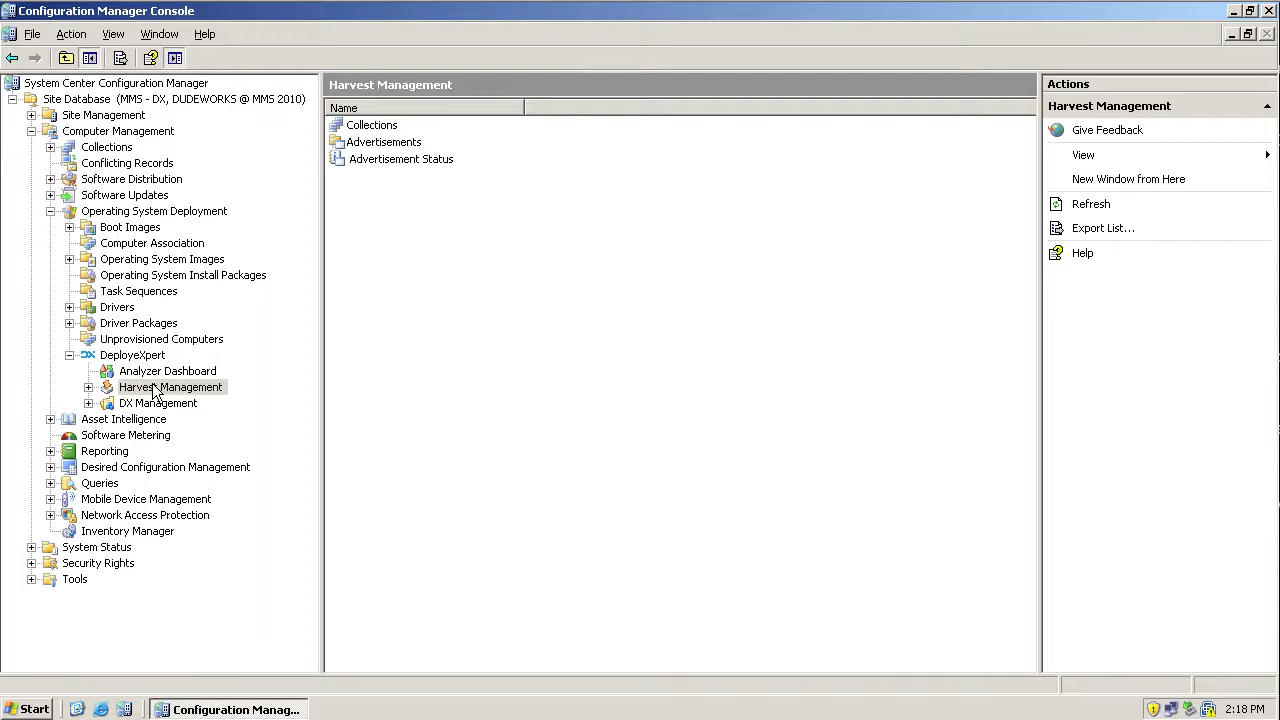 Configuration Manager Console
File Action View Window Help
System Center Configuration Manager
Site Database (MMS - DX, DUDEWORKS @ MMS 2010)
Site Management
Computer Management
Collections
Conflicting Records
Software Distribution
Software Updates
Operating System Deployment
Boot Images
Computer Association
Operating System Images
Operating System Install Packages
Task Sequences
Drivers
Driver Packages
Unprovisioned Computers
DeployeXpert
Analyzer Dashboard
Harvest Management
DX Management
Asset Intelligence
Software Metering
Reporting
Desired Configuration Management
Queries
Mobile Device Management
Network Access Protection
Inventory Manager
System Status
Security Rights
Tools
Harvest Management
Name
Collections
Advertisements
Advertisement Status
Actions
Harvest Management
Give Feedback
View
New Window from Here
Refresh
Export List...
Help
Start Configuration Manag... 2:18 PM